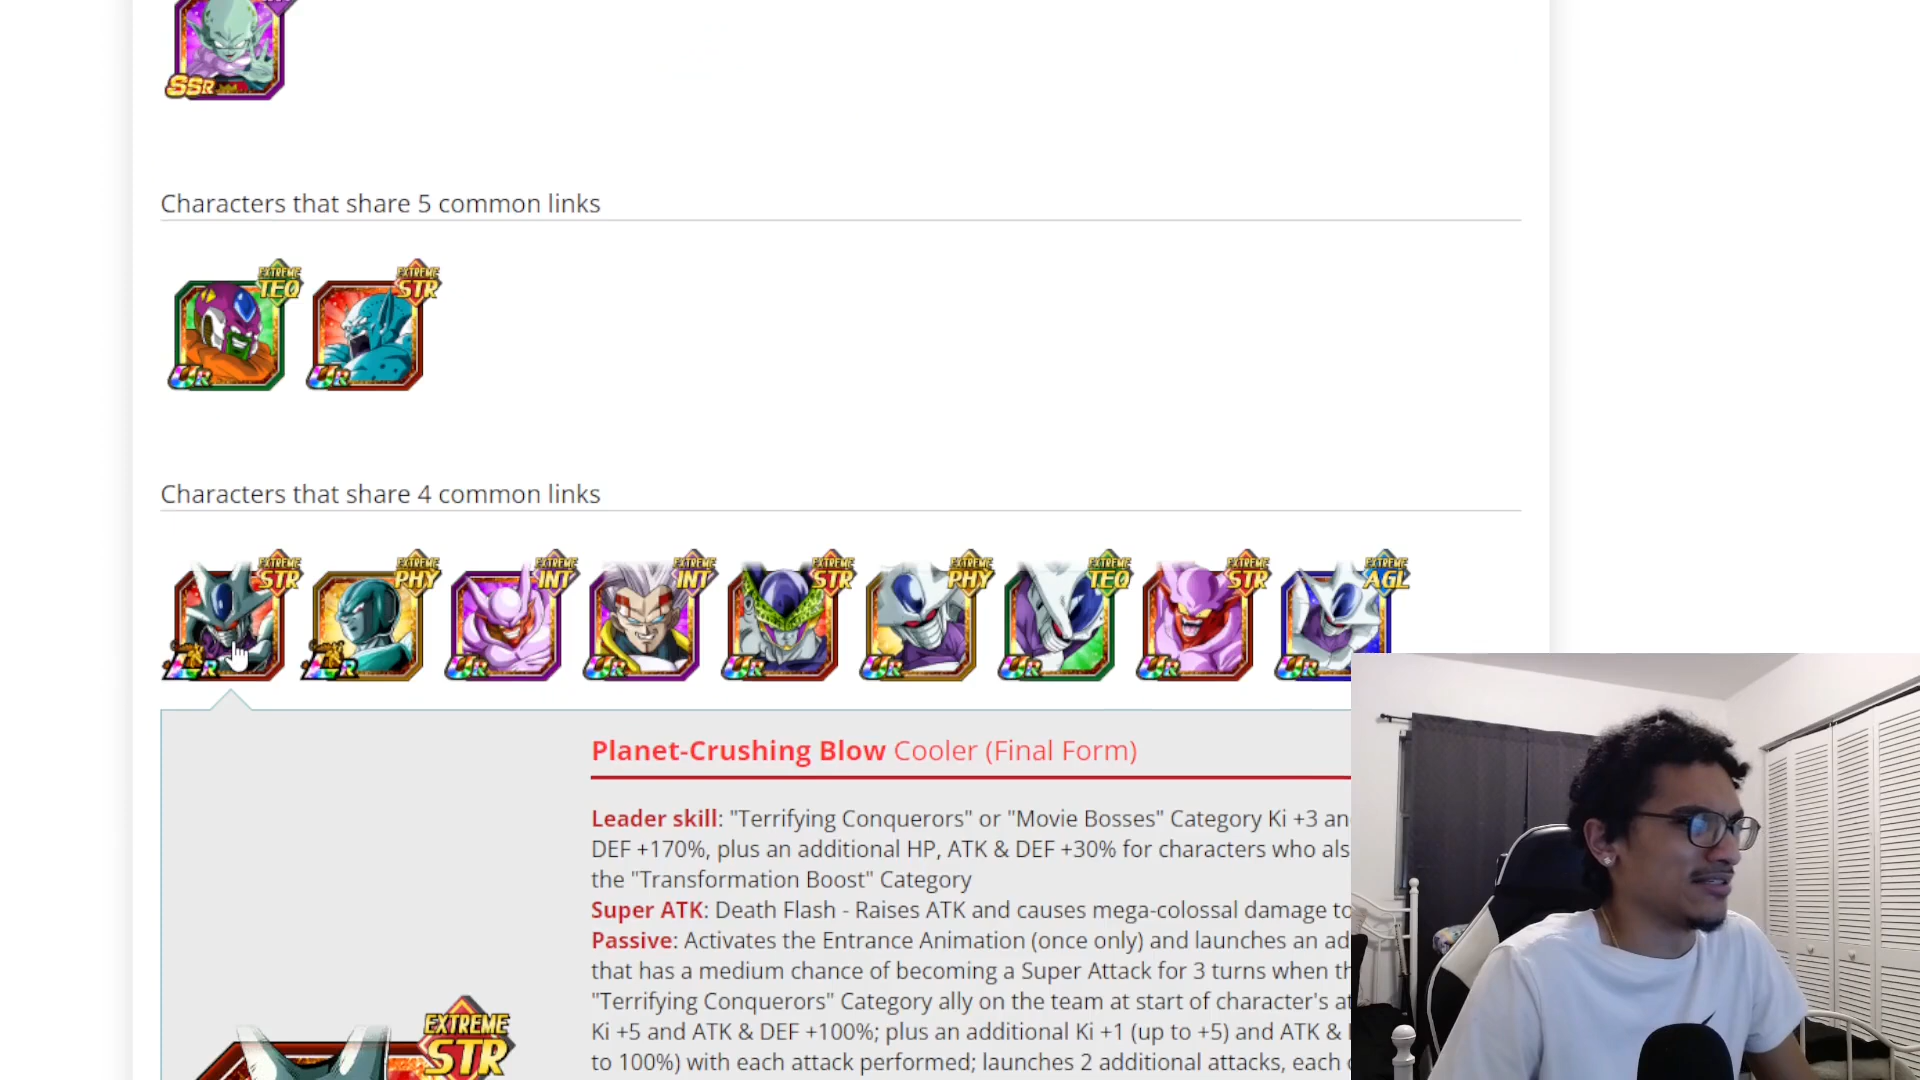 SSR
Characters that share 5 common links
EXTREME TEQ EXTREME STR
UR UR
Characters that share 4 common links
EXTREME STR EXTREME PHY EXTREME INT EXTREME INT EXTREME STR EXTREME PHY EXTREME TEQ EXTREME STR EXTREME AGL
LR LR UR UR UR UR UR UR UR
Planet-Crushing Blow Cooler (Final Form)
Leader skill: "Terrifying Conquerors" or "Movie Bosses" Category Ki +3 an
DEF +170%, plus an additional HP, ATK & DEF +30% for characters who als
the "Transformation Boost" Category
Super ATK: Death Flash - Raises ATK and causes mega-colossal damage to
Passive: Activates the Entrance Animation (once only) and launches an ad
that has a medium chance of becoming a Super Attack for 3 turns when th
"Terrifying Conquerors" Category ally on the team at start of character's at
Ki +5 and ATK & DEF +100%; plus an additional Ki +1 (up to +5) and ATK &
to 100%) with each attack performed; launches 2 additional attacks, each
EXTREME
STR